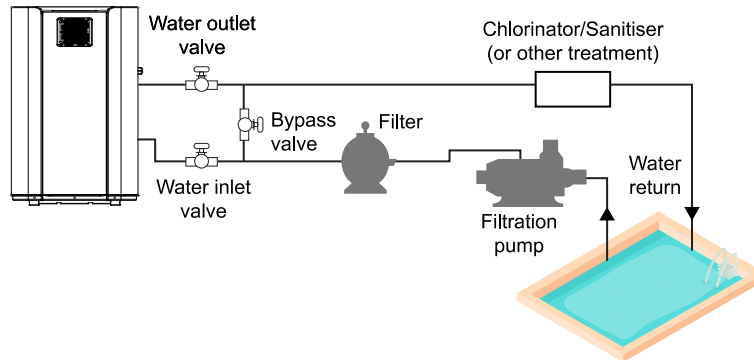 Water outlet
valve
Chlorinator/Sanitiser
(or other treatment)
Bypass
valve
Filter
Water inlet
valve
Filtration
pump
Water
return